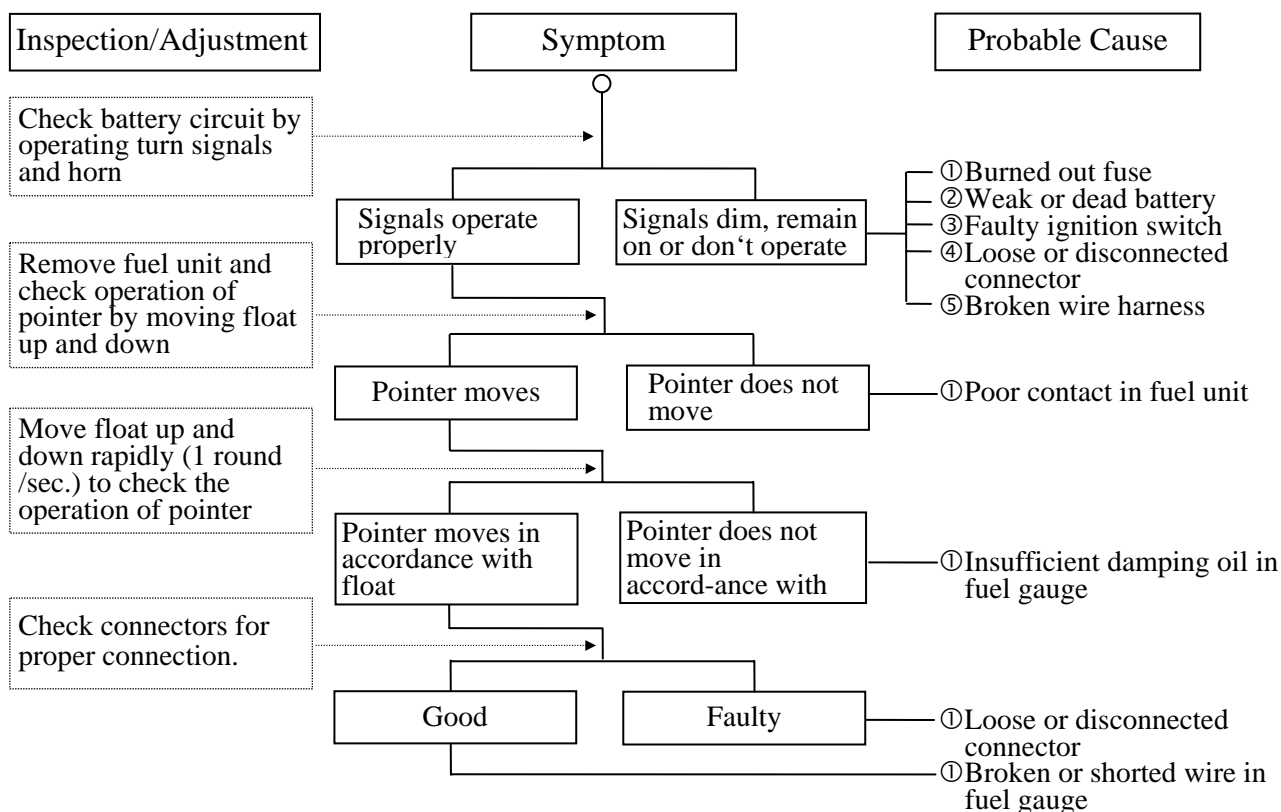 Inspection/Adjustment
Symptom
Probable Cause
Check battery circuit by
operating turn signals
and horn
Signals operate
properly
Signals dim, remain
on or don‘t operate
①Burned out fuse
②Weak or dead battery
③Faulty ignition switch
④Loose or disconnected
connector
⑤Broken wire harness
Remove fuel unit and
check operation of
pointer by moving float
up and down
Pointer moves
Pointer does not
move
①Poor contact in fuel unit
Move float up and
down rapidly (1 round
/sec.) to check the
operation of pointer
Pointer moves in
accordance with
float
Pointer does not
move in
accord-ance with
①Insufficient damping oil in
fuel gauge
Check connectors for
proper connection.
Good
Faulty
①Loose or disconnected
connector
①Broken or shorted wire in
fuel gauge